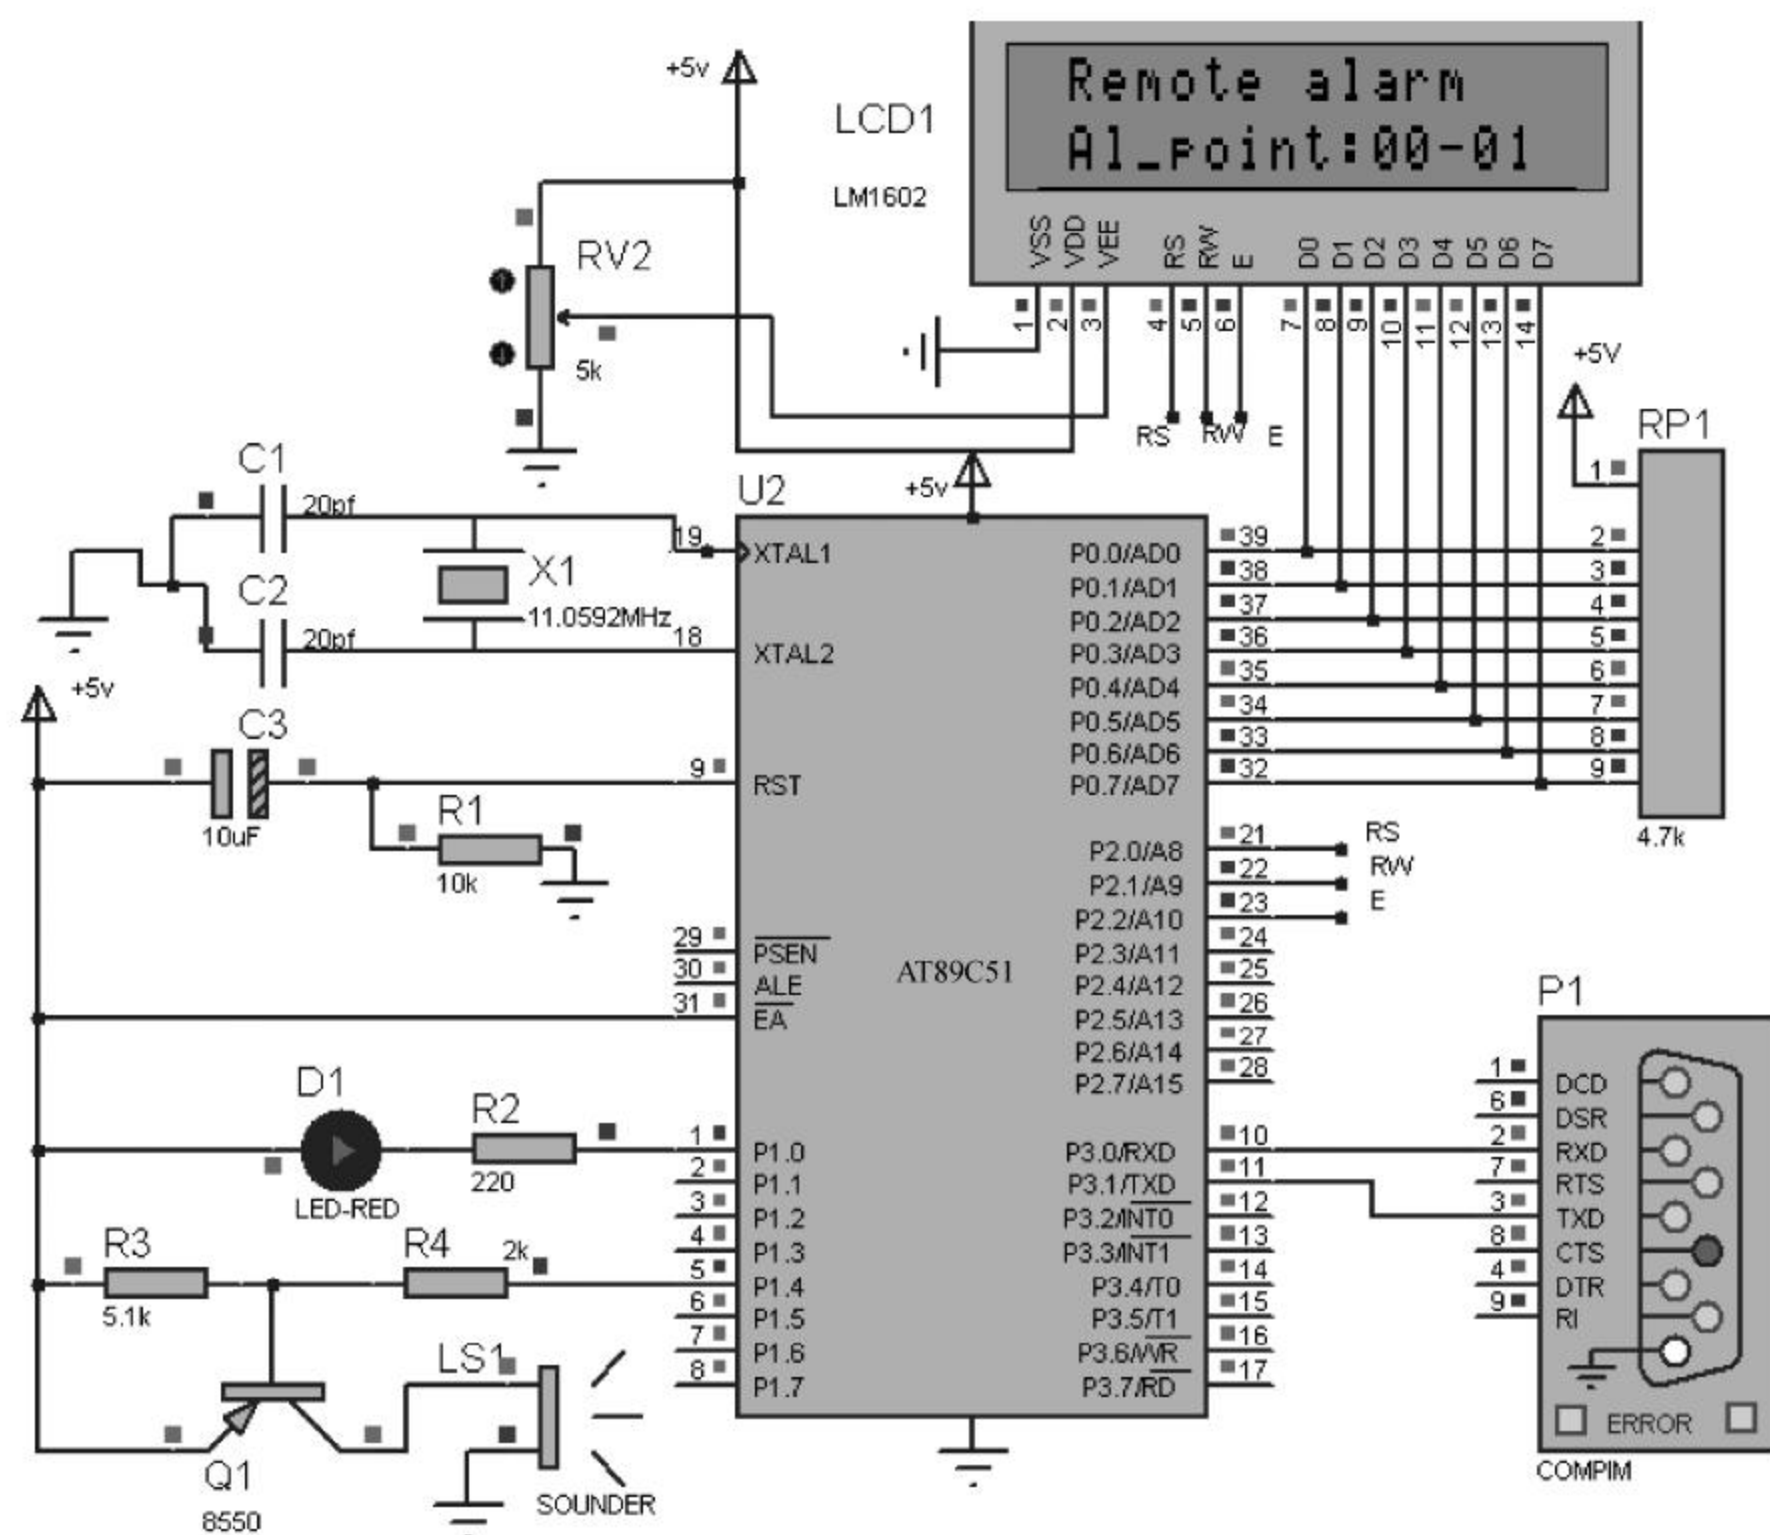 +5v
LCD1
LM1602
Remote alarm
Al_point:00-01
VSS
VDD
VEE
RS
RW
E
D0
D1
D2
D3
D4
D5
D6
D7
1
2
3
4
5
6
7
8
9
10
11
12
13
14
RS
RW
E
RV2
5k
+5V
RP1
1
2
3
4
5
6
7
8
9
4.7k
C1
20pf
C2
20pf
X1
11.0592MHz
+5v
C3
10uF
R1
10k
U2
+5v
AT89C51
19
XTAL1
18
XTAL2
9
RST
29
PSEN
30
ALE
31
EA
1
P1.0
2
P1.1
3
P1.2
4
P1.3
5
P1.4
6
P1.5
7
P1.6
8
P1.7
P0.0/AD0
39
P0.1/AD1
38
P0.2/AD2
37
P0.3/AD3
36
P0.4/AD4
35
P0.5/AD5
34
P0.6/AD6
33
P0.7/AD7
32
P2.0/A8
21
RS
P2.1/A9
22
RW
P2.2/A10
23
E
P2.3/A11
24
P2.4/A12
25
P2.5/A13
26
P2.6/A14
27
P2.7/A15
28
P3.0/RXD
10
P3.1/TXD
11
P3.2/INT0
12
P3.3/INT1
13
P3.4/T0
14
P3.5/T1
15
P3.6/WR
16
P3.7/RD
17
D1
LED-RED
R2
220
R3
5.1k
R4
2k
Q1
8550
LS1
SOUNDER
P1
1
DCD
6
DSR
2
RXD
7
RTS
3
TXD
8
CTS
4
DTR
9
RI
ERROR
COMPIM